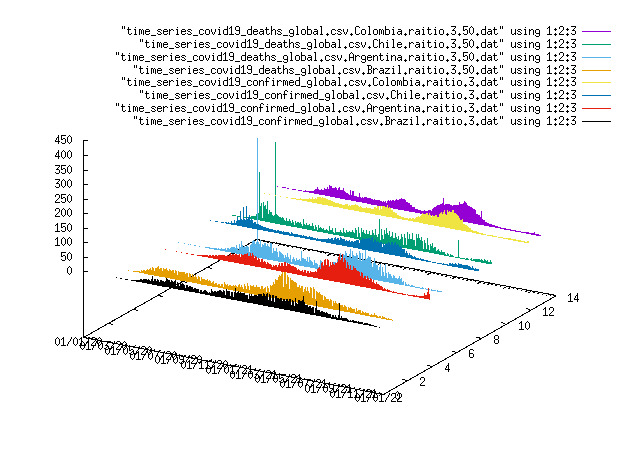 "time_series_covid19_deaths_global.csv.Colombia.raitio.3.50.dat" using 1:2:3
"time_series_covid19_deaths_global.csv.Chile.raitio.3.50.dat" using 1:2:3
"time_series_covid19_deaths_global.csv.Argentina.raitio.3.50.dat" using 1:2:3
"time_series_covid19_deaths_global.csv.Brazil.raitio.3.50.dat" using 1:2:3
"time_series_covid19_confirmed_global.csv.Colombia.raitio.3.dat" using 1:2:3
"time_series_covid19_confirmed_global.csv.Chile.raitio.3.dat" using 1:2:3
"time_series_covid19_confirmed_global.csv.Argentina.raitio.3.dat" using 1:2:3
"time_series_covid19_confirmed_global.csv.Brazil.raitio.3.dat" using 1:2:3
450
400
350
300
250
200
150
100
50
0
14
12
10
8
6
4
2
0
01/01/20
01/01/22